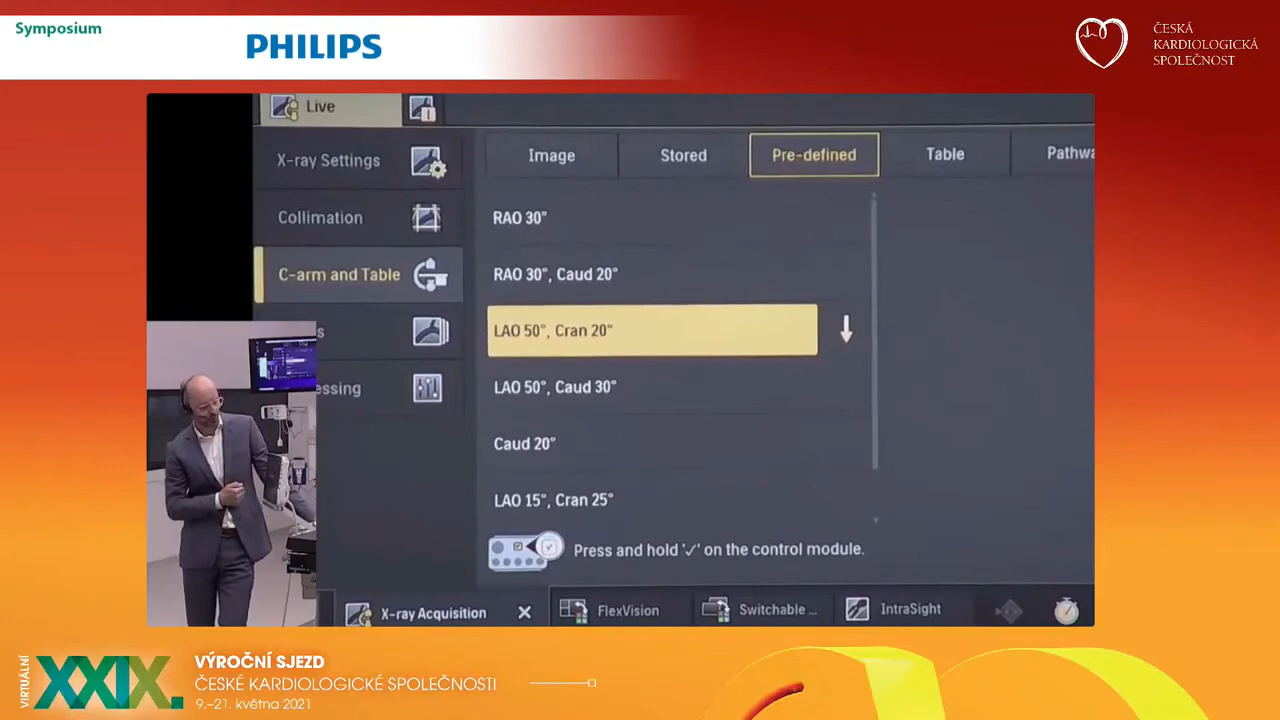 Symposium
PHILIPS
ČESKÁ
KARDIOLOGICKÁ
SPOLEČNOST
Live
X-ray Settings
Collimation
C-arm and Table
Image
Stored
Pre-defined
Table
RAO 30°
RAO 30°, Caud 20°
LAO 50°, Cran 20°
LAO 50°, Caud 30°
Caud 20°
LAO 15°, Cran 25°
Press and hold '✓' on the control module.
X-ray Acquisition
FlexVision
Switchable ...
IntraSight
VIRTUÁLNÍ
XXIX.
VÝROČNÍ SJEZD
ČESKÉ KARDIOLOGICKÉ SPOLEČNOSTI
9.–21. května 2021